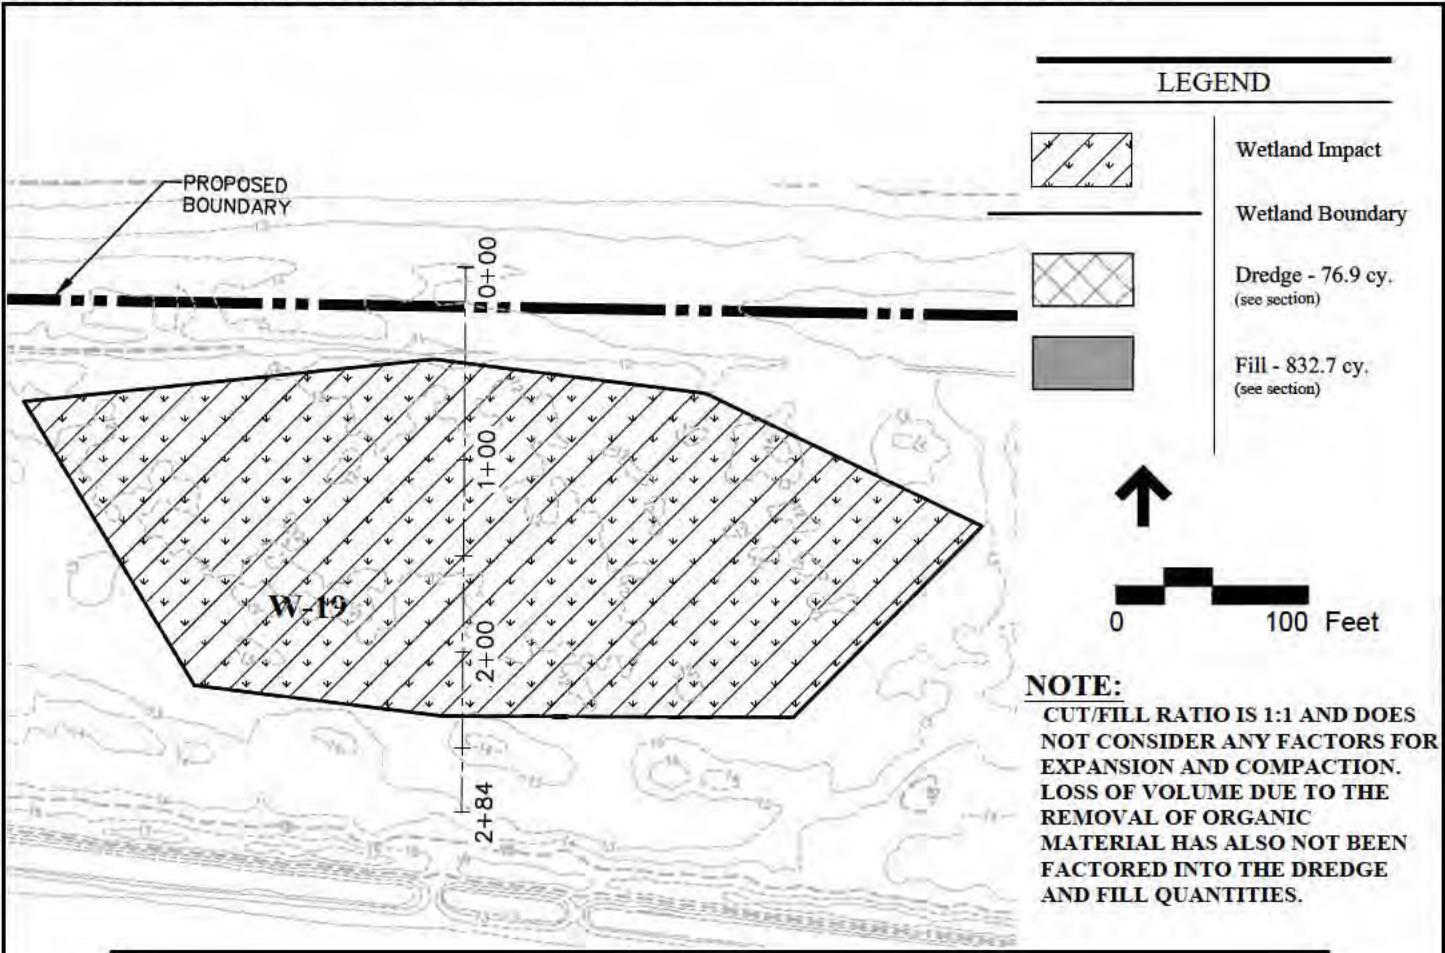 PROPOSED
BOUNDARY
0+00
1+00
2+00
2+84
W-19
LEGEND
Wetland Impact
Wetland Boundary
Dredge - 76.9 cy.
(see section)
Fill - 832.7 cy.
(see section)
0 100 Feet
NOTE:
CUT/FILL RATIO IS 1:1 AND DOES
NOT CONSIDER ANY FACTORS FOR
EXPANSION AND COMPACTION.
LOSS OF VOLUME DUE TO THE
REMOVAL OF ORGANIC
MATERIAL HAS ALSO NOT BEEN
FACTORED INTO THE DREDGE
AND FILL QUANTITIES.